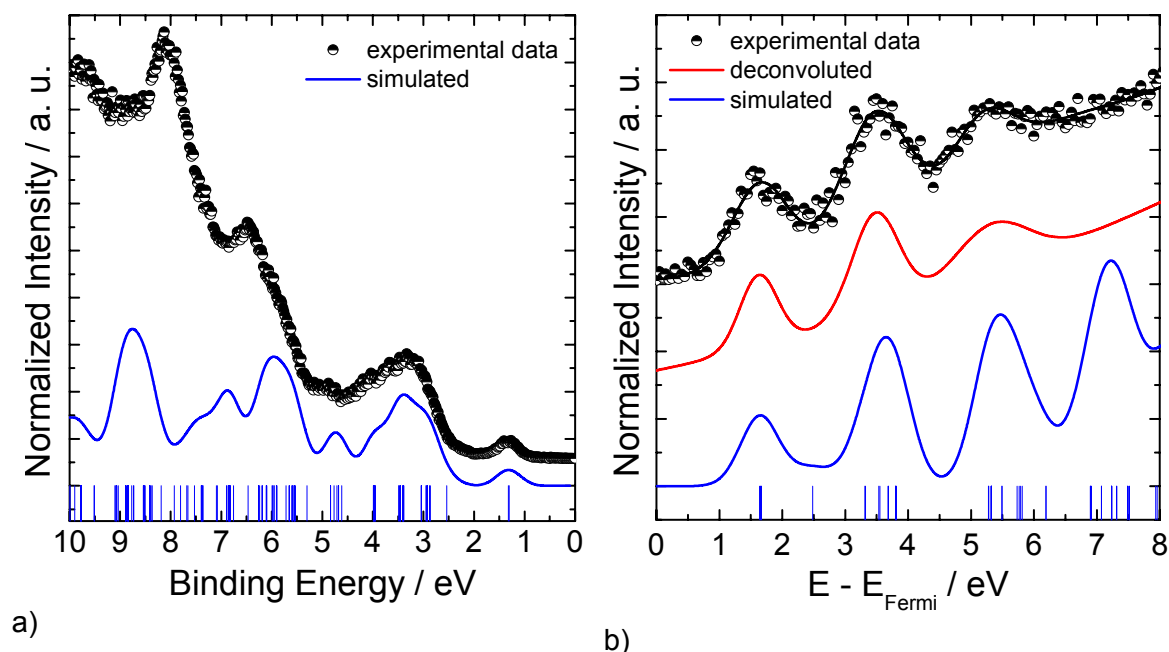 experimental data
simulated
Normalized Intensity / a. u.
10 9 8 7 6 5 4 3 2 1 0
Binding Energy / eV
a)
experimental data
deconvoluted
simulated
Normalized Intensity / a. u.
0 1 2 3 4 5 6 7 8
E - E_Fermi / eV
b)